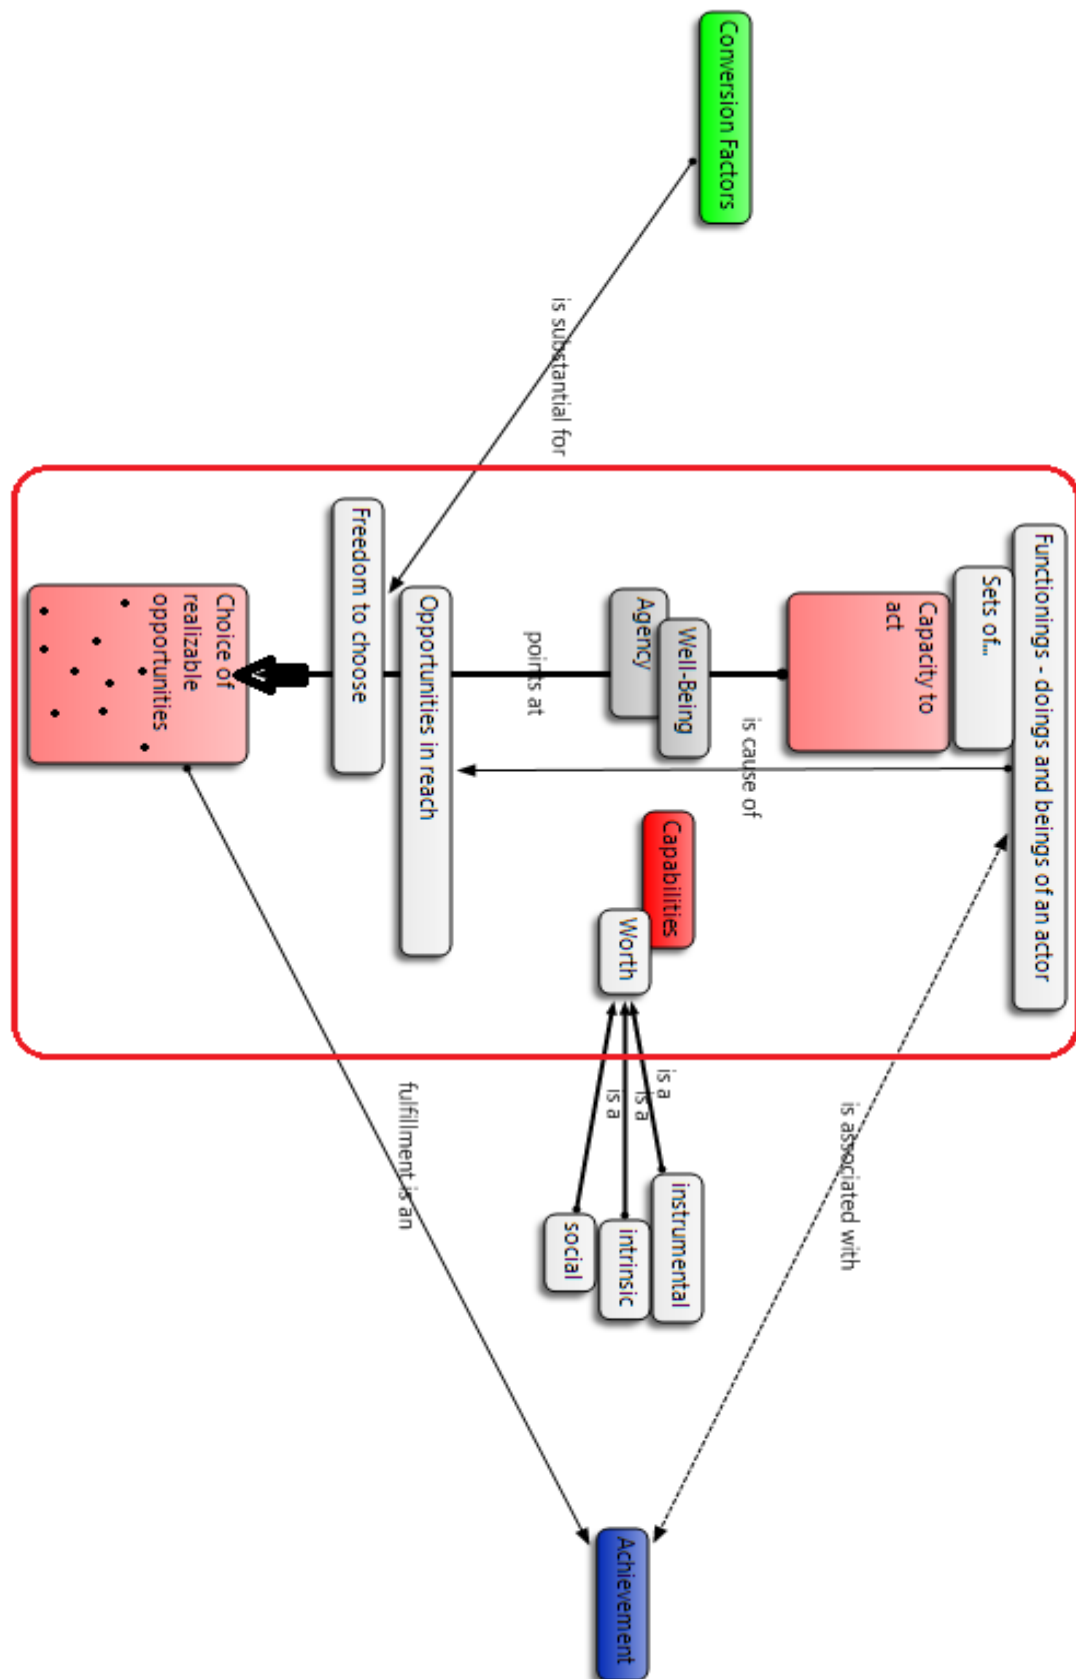 Functionings - doings and beings of an actor
Sets of...
Capacity to
act
is associated with
is cause of
Conversion Factors
Well-Being
Agency
Capabilities
Worth
instrumental
intrinsic
social
is a
is a
is a
Achievement
is substantial for
points at
Opportunities in reach
Freedom to choose
fulfillment is an
Choice of
realizable
opportunities